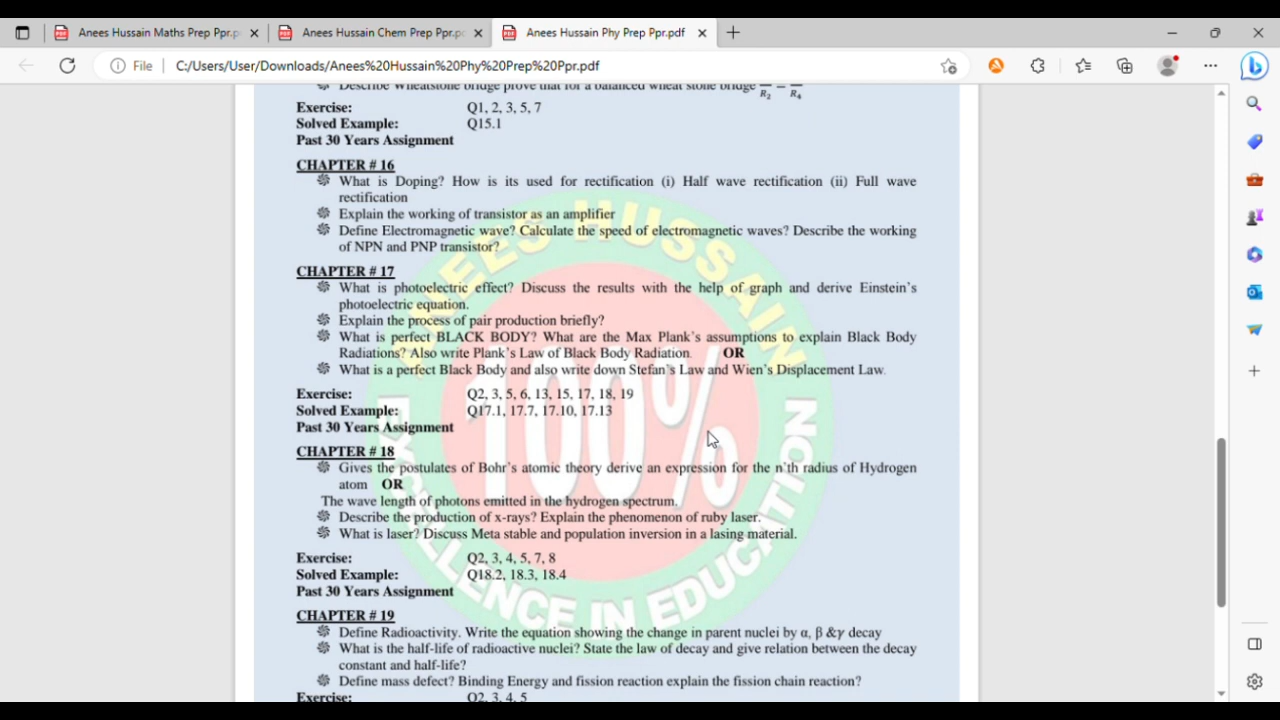 Anees Hussain Maths Prep Ppr.p
Anees Hussain Chem Prep Ppr.pc
Anees Hussain Phy Prep Ppr.pdf
File
C:/Users/User/Downloads/Anees%20Hussain%20Phy%20Prep%20Ppr.pdf
Describe Wheatstone bridge prove that for a balanced wheat stone bridge R2 = R4
Exercise: Q1, 2, 3, 5, 7
Solved Example: Q15.1
Past 30 Years Assignment
CHAPTER # 16
What is Doping? How is its used for rectification (i) Half wave rectification (ii) Full wave
rectification
Explain the working of transistor as an amplifier
Define Electromagnetic wave? Calculate the speed of electromagnetic waves? Describe the working
of NPN and PNP transistor?
CHAPTER # 17
What is photoelectric effect? Discuss the results with the help of graph and derive Einstein's
photoelectric equation.
Explain the process of pair production briefly?
What is perfect BLACK BODY? What are the Max Plank's assumptions to explain Black Body
Radiations? Also write Plank's Law of Black Body Radiation. OR
What is a perfect Black Body and also write down Stefan's Law and Wien's Displacement Law.
Exercise: Q2, 3, 5, 6, 13, 15, 17, 18, 19
Solved Example: Q17.1, 17.7, 17.10, 17.13
Past 30 Years Assignment
CHAPTER # 18
Gives the postulates of Bohr's atomic theory derive an expression for the n'th radius of Hydrogen
atom OR
The wave length of photons emitted in the hydrogen spectrum.
Describe the production of x-rays? Explain the phenomenon of ruby laser.
What is laser? Discuss Meta stable and population inversion in a lasing material.
Exercise: Q2, 3, 4, 5, 7, 8
Solved Example: Q18.2, 18.3, 18.4
Past 30 Years Assignment
CHAPTER # 19
Define Radioactivity. Write the equation showing the change in parent nuclei by α, β &γ decay
What is the half-life of radioactive nuclei? State the law of decay and give relation between the decay
constant and half-life?
Define mass defect? Binding Energy and fission reaction explain the fission chain reaction?
Exercise: Q2, 3, 4, 5
ANEES HUSSAIN
100%
EXCELLENCE IN EDUCATION